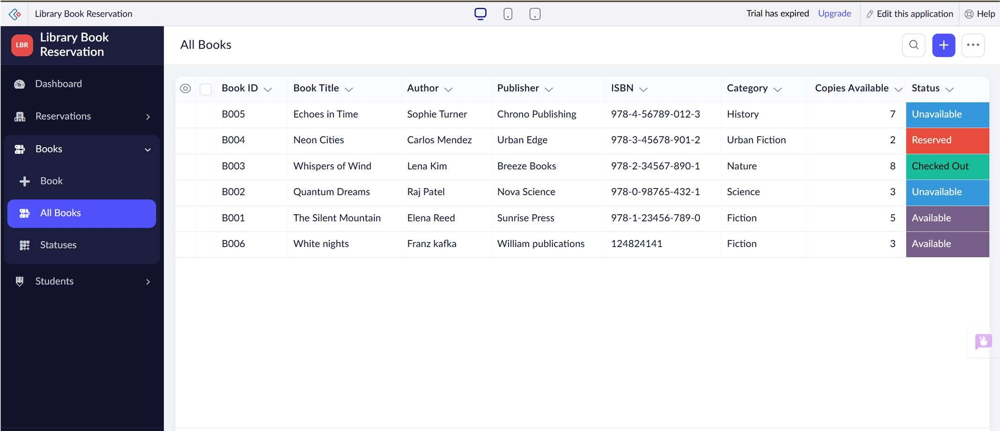 Library Book Reservation
Trial has expired Upgrade Edit this application Help
LBR
Library Book
Reservation
Dashboard
Reservations
Books
Book
All Books
Statuses
Students
All Books
Book ID Book Title Author Publisher ISBN Category Copies Available Status
B005 Echoes in Time Sophie Turner Chrono Publishing 978-4-56789-012-3 History 7 Unavailable
B004 Neon Cities Carlos Mendez Urban Edge 978-3-45678-901-2 Urban Fiction 2 Reserved
B003 Whispers of Wind Lena Kim Breeze Books 978-2-34567-890-1 Nature 8 Checked Out
B002 Quantum Dreams Raj Patel Nova Science 978-0-98765-432-1 Science 3 Unavailable
B001 The Silent Mountain Elena Reed Sunrise Press 978-1-23456-789-0 Fiction 5 Available
B006 White nights Franz kafka William publications 124824141 Fiction 3 Available